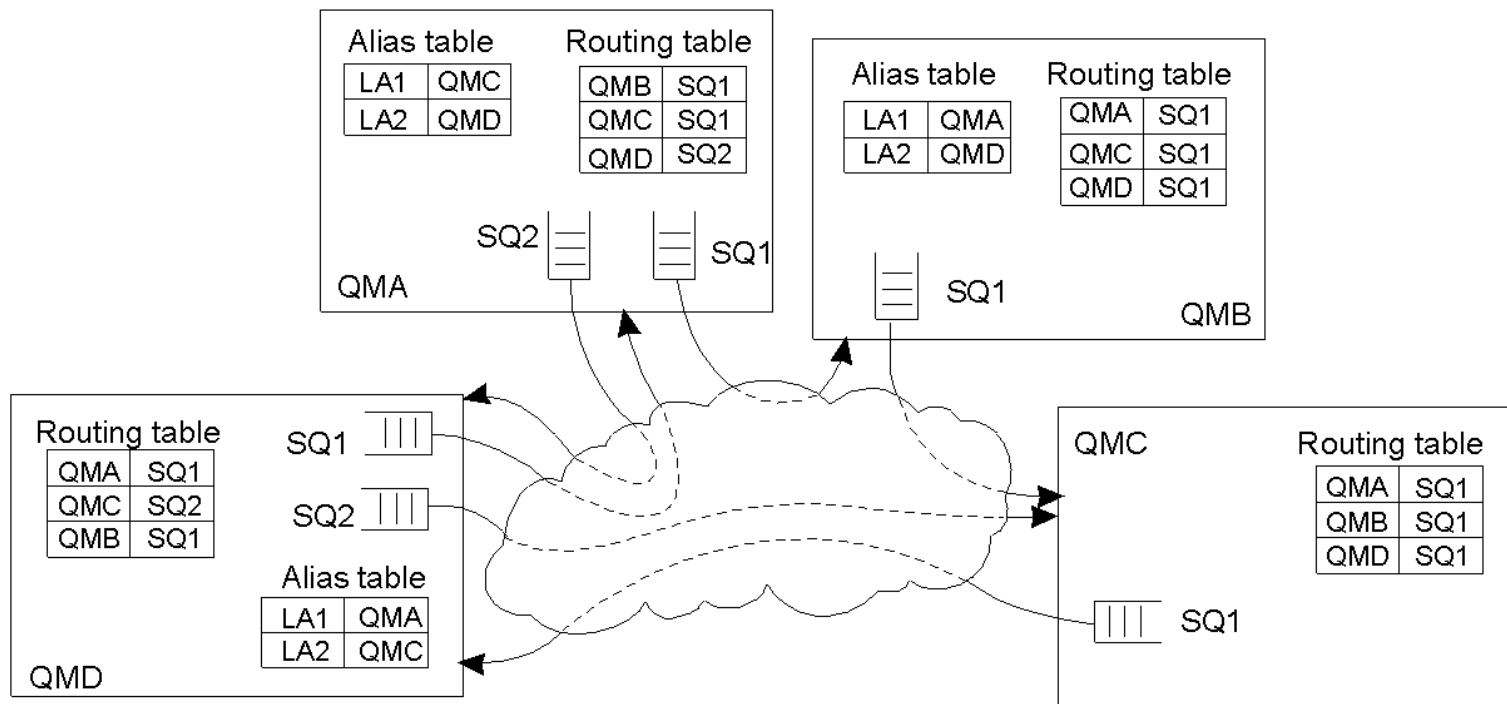 Alias table
LA1 QMC
LA2 QMD
Routing table
QMB SQ1
QMC SQ1
QMD SQ2
SQ2
SQ1
QMA
Alias table
LA1 QMA
LA2 QMD
Routing table
QMA SQ1
QMC SQ1
QMD SQ1
SQ1
QMB
Routing table
QMA SQ1
QMC SQ2
QMB SQ1
SQ1
SQ2
Alias table
LA1 QMA
LA2 QMC
QMD
QMC
Routing table
QMA SQ1
QMB SQ1
QMD SQ1
SQ1